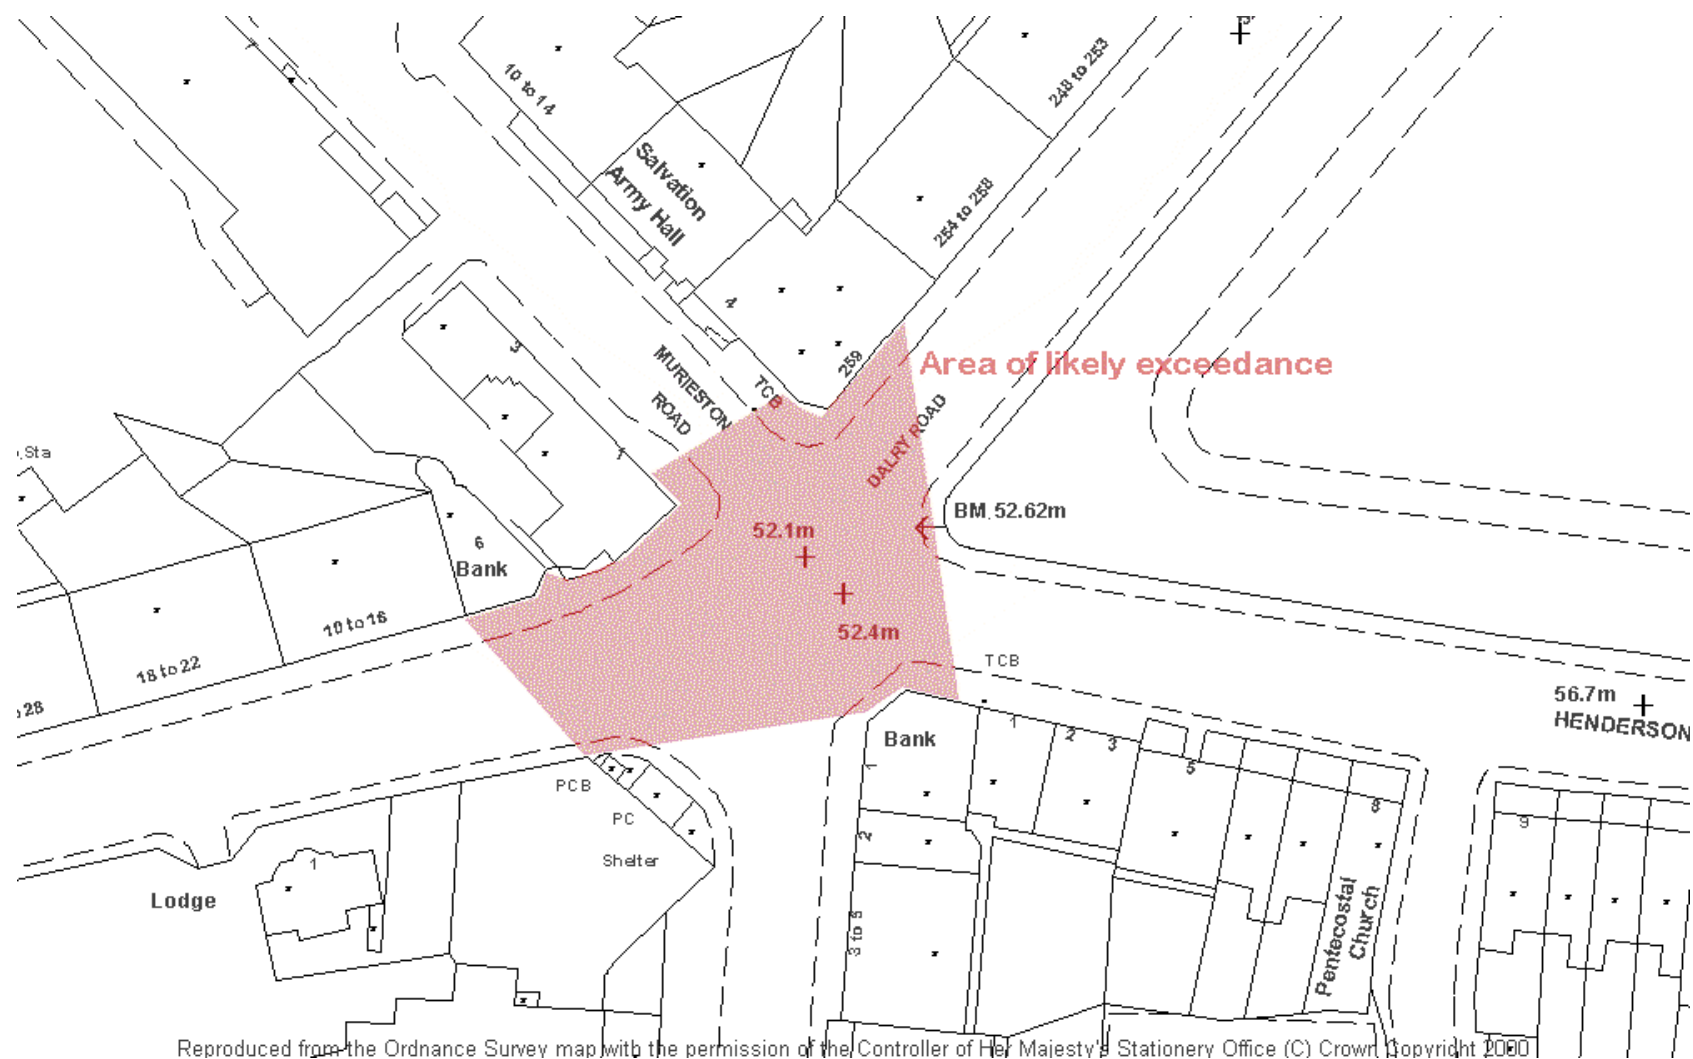 7
10 to 14
248 to 253
Salvation
Army Hall
254 to 258
4
3
MURIESTON
ROAD
TCB
259
Area of likely exceedance
DALRY ROAD
1
Sta
BM 52.62m
52.1m
6
Bank
52.4m
10 to 16
18 to 22
28
TCB
56.7m
HENDERSON
Bank
1
2
3
5
8
9
1
2
3 to 5
PCB
PC
Shelter
1
Lodge
Pentecostal
Church
Reproduced from the Ordnance Survey map with the permission of the Controller of Her Majesty's Stationery Office (C) Crown Copyright 2000